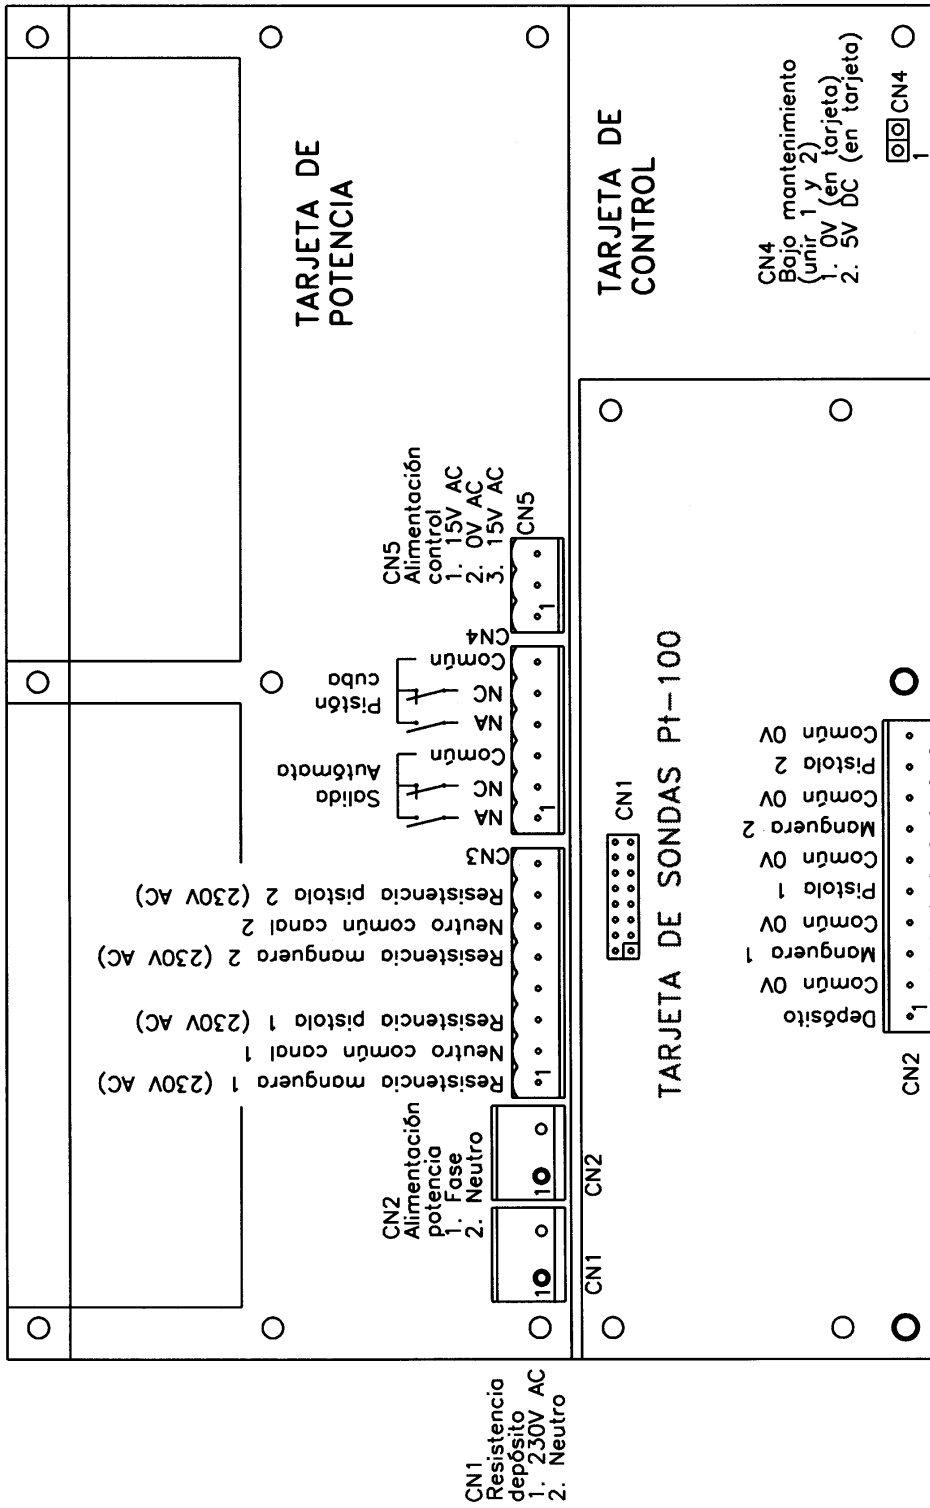 TARJETA DE
POTENCIA
CN5
Alimentación
control
1. 15V AC
2. 0V AC
3. 15V AC
CN5
1
CN4
Común
NC
NA
Pistón
cuba
Común
NC
NA
Salida
Autómata
1
CN3
Resistencia pistola 2 (230V AC)
Neutro común canal 2
Resistencia manguera 2 (230V AC)
Resistencia pistola 1 (230V AC)
Neutro común canal 1
Resistencia manguera 1 (230V AC)
1
CN2
Alimentación
potencia
1. Fase
2. Neutro
1
CN2
1
CN1
CN1
Resistencia
depósito
1. 230V AC
2. Neutro
TARJETA DE
CONTROL
CN4
Bajo mantenimiento
(unir 1 y 2)
1. 0V (en tarjeta)
2. 5V DC (en tarjeta)
CN4
1
TARJETA DE SONDAS Pt-100
CN1
Común 0V
Pistola 2
Común 0V
Manguera 2
Común 0V
Pistola 1
Común 0V
Manguera 1
Común 0V
Depósito
1
CN2